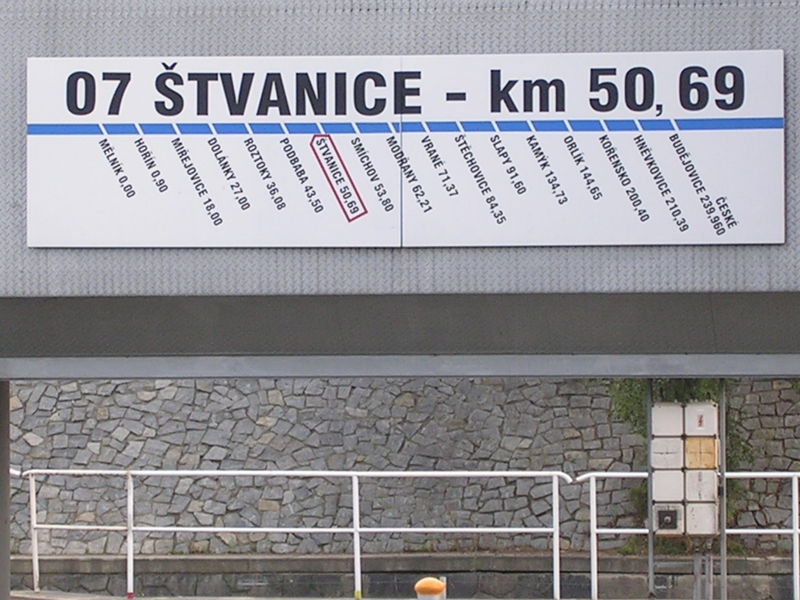 07 ŠTVANICE - km 50,69
MĚLNÍK 0,00
HOŘÍN 0,90
MIŘEJOVICE 18,00
DOLÁNKY 27,00
ROZTOKY 36,08
PODBABA 43,50
ŠTVANICE 50,69
SMÍCHOV 53,80
MODŘANY 62,21
VRANÉ 71,37
ŠTĚCHOVICE 84,35
SLAPY 91,60
KAMÝK 134,73
ORLÍK 144,65
KOŘENSKO 200,40
HNĚVKOVICE 210,39
ČESKÉ
BUDĚJOVICE 239,960